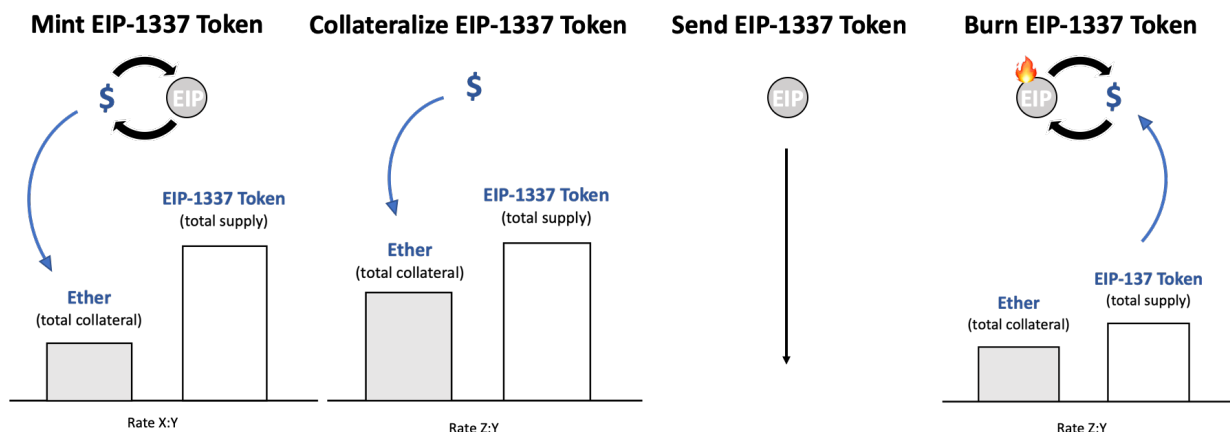 Mint EIP-1337 Token
$
EIP
EIP-1337 Token
(total supply)
Ether
(total collateral)
Rate X:Y
Collateralize EIP-1337 Token
$
EIP-1337 Token
(total supply)
Ether
(total collateral)
Rate Z:Y
Send EIP-1337 Token
EIP
Burn EIP-1337 Token
EIP
$
EIP-137 Token
(total supply)
Ether
(total collateral)
Rate Z:Y